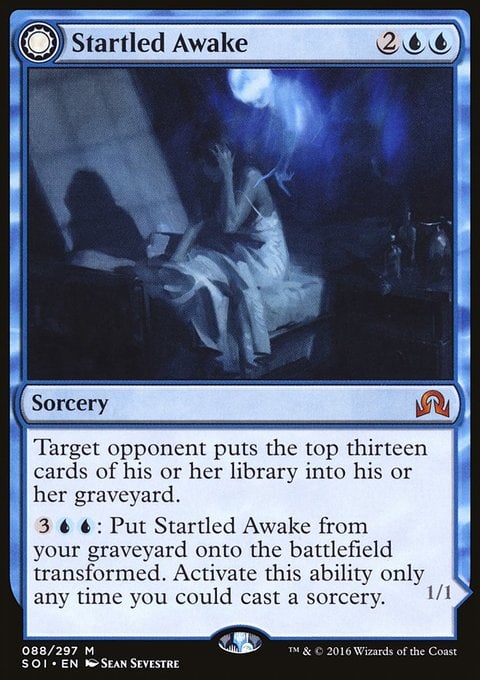 Startled Awake 2
Sorcery
Target opponent puts the top thirteen
cards of his or her library into his or
her graveyard.
3 : Put Startled Awake from
your graveyard onto the battlefield
transformed. Activate this ability only
any time you could cast a sorcery.
1/1
088/297 M
SOI • EN Sean Sevestre
™ & © 2016 Wizards of the Coast